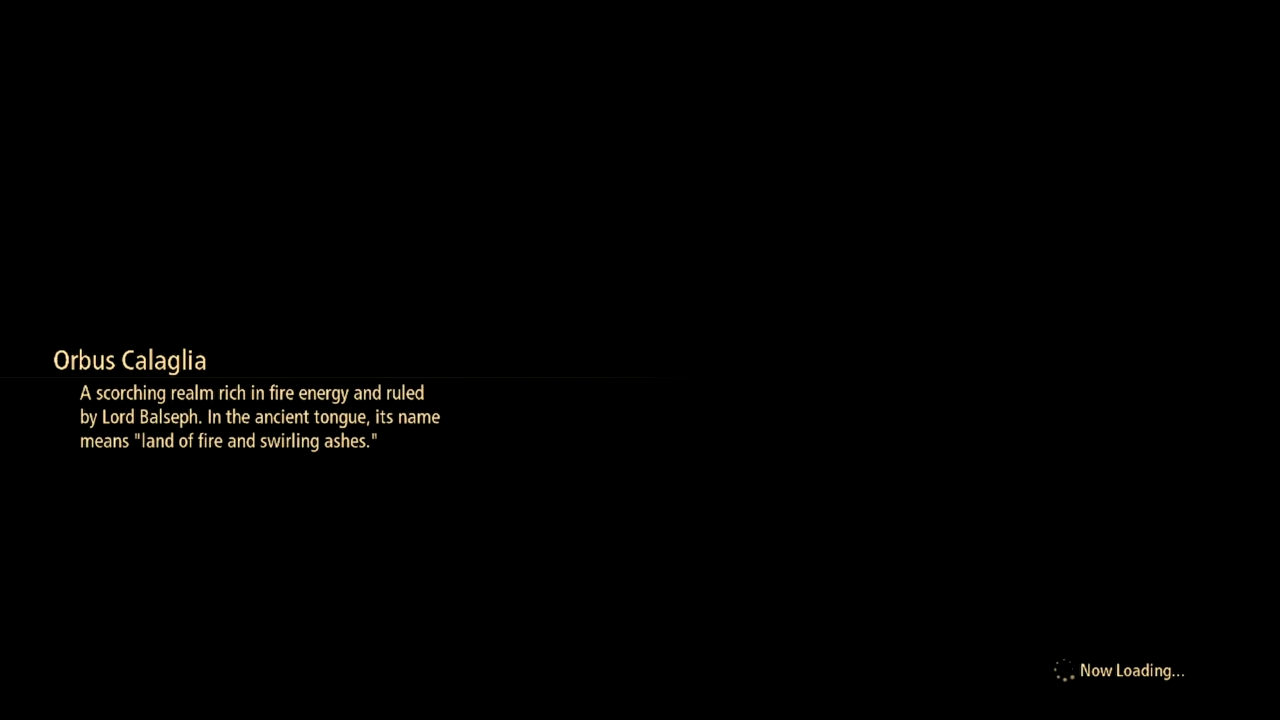 Orbus Calaglia
A scorching realm rich in fire energy and ruled
by Lord Balseph. In the ancient tongue, its name
means "land of fire and swirling ashes."
Now Loading...